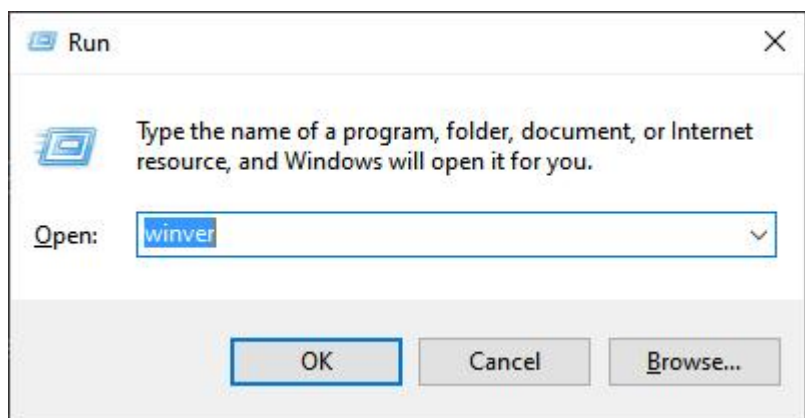 Run
Type the name of a program, folder, document, or Internet
resource, and Windows will open it for you.
Open: winver
OK Cancel Browse...